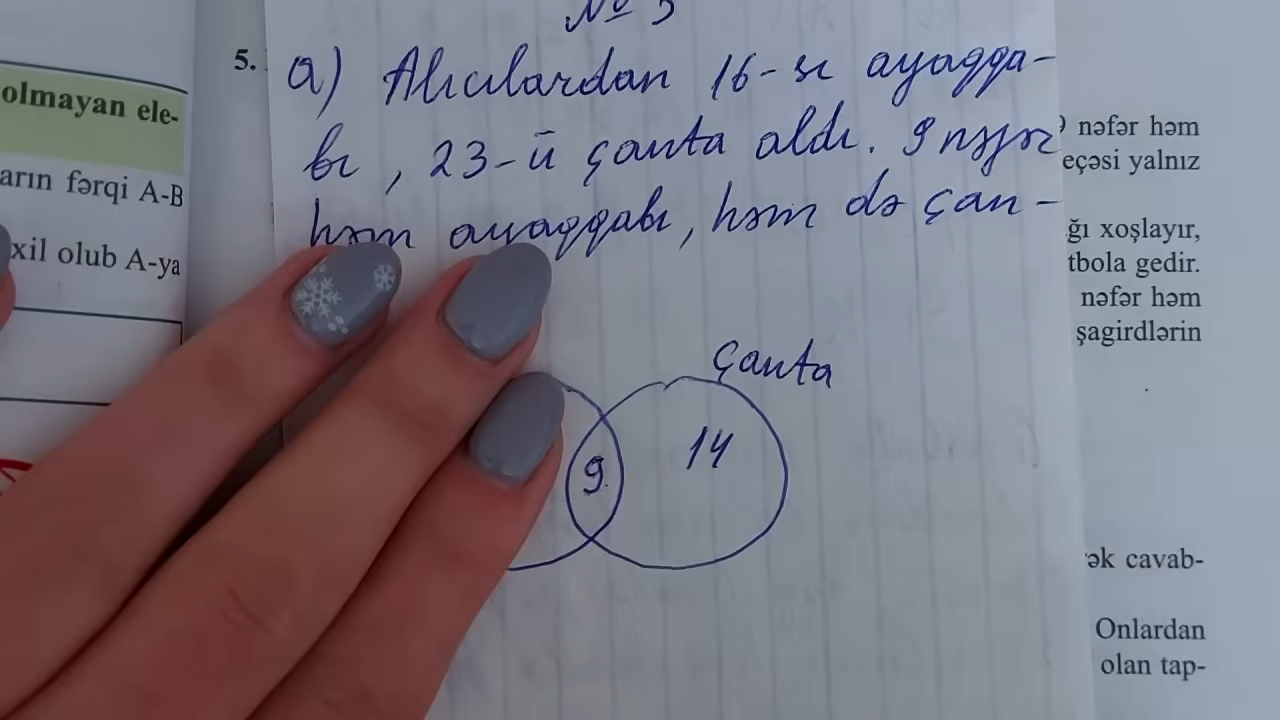 № 5
5.
a) Alıcılardan 16-sı ayaqqa-
bı, 23-ü çanta aldı. 9 nəfər
həm ayaqqabı, həm də çan-
Çanta
9
14
olmayan ele-
arın fərqi A-B
xil olub A-ya
nəfər həm
eçəsi yalnız
ğı xoşlayır,
tbola gedir.
nəfər həm
şagirdlərin
ək cavab-
Onlardan
olan tap-